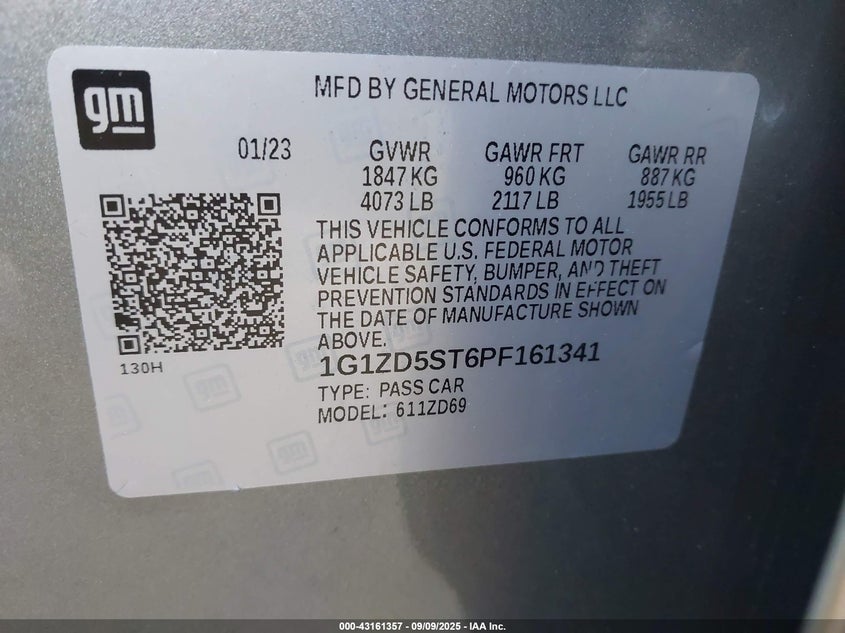 gm
MFD BY GENERAL MOTORS LLC
01/23 GVWR GAWR FRT GAWR RR
1847 KG 960 KG 887 KG
4073 LB 2117 LB 1955 LB
THIS VEHICLE CONFORMS TO ALL
APPLICABLE U.S. FEDERAL MOTOR
VEHICLE SAFETY, BUMPER, AND THEFT
PREVENTION STANDARDS IN EFFECT ON
THE DATE OF MANUFACTURE SHOWN
ABOVE.
130H
1G1ZD5ST6PF161341
TYPE: PASS CAR
MODEL: 611ZD69
000-43161357 - 09/09/2025 - IAA Inc.